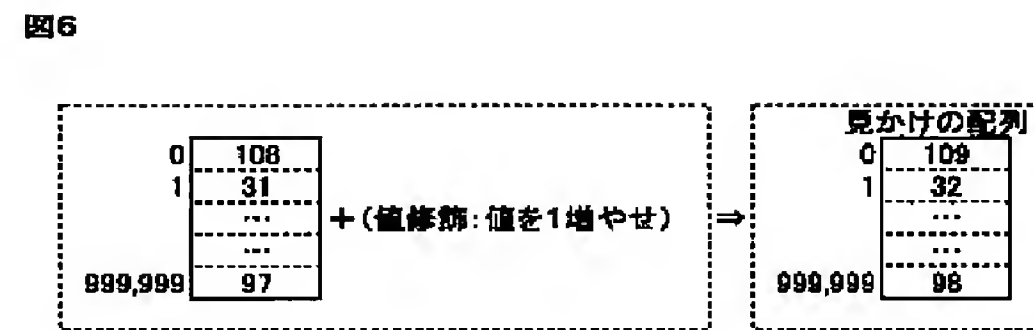 図6
見かけの配列
0 108 0 109
1 31 1 32
… + (値修飾:値を1増やせ) ⇒ …
… …
999,999 97 999,999 98